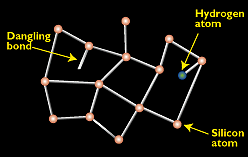 Hydrogen
atom
Dangling
bond
Silicon
atom